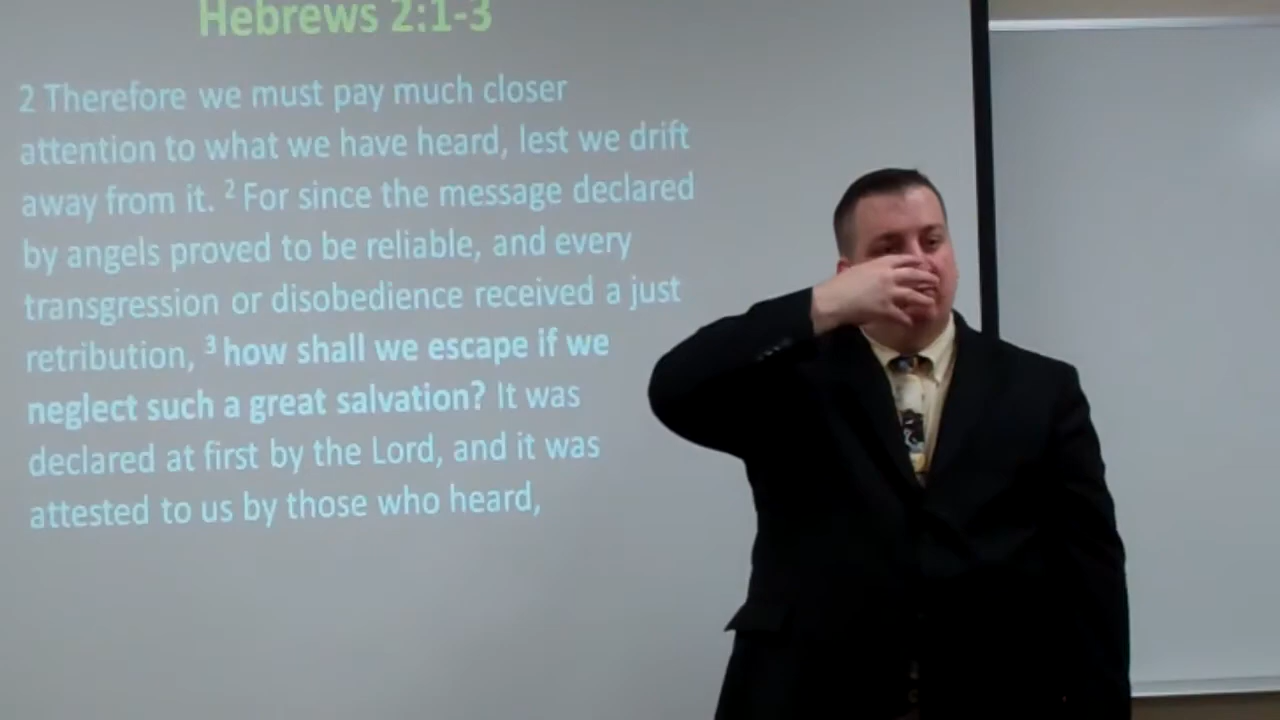 Hebrews 2:1-3
2 Therefore we must pay much closer
attention to what we have heard, lest we drift
away from it. ² For since the message declared
by angels proved to be reliable, and every
transgression or disobedience received a just
retribution, ³ how shall we escape if we
neglect such a great salvation? It was
declared at first by the Lord, and it was
attested to us by those who heard,